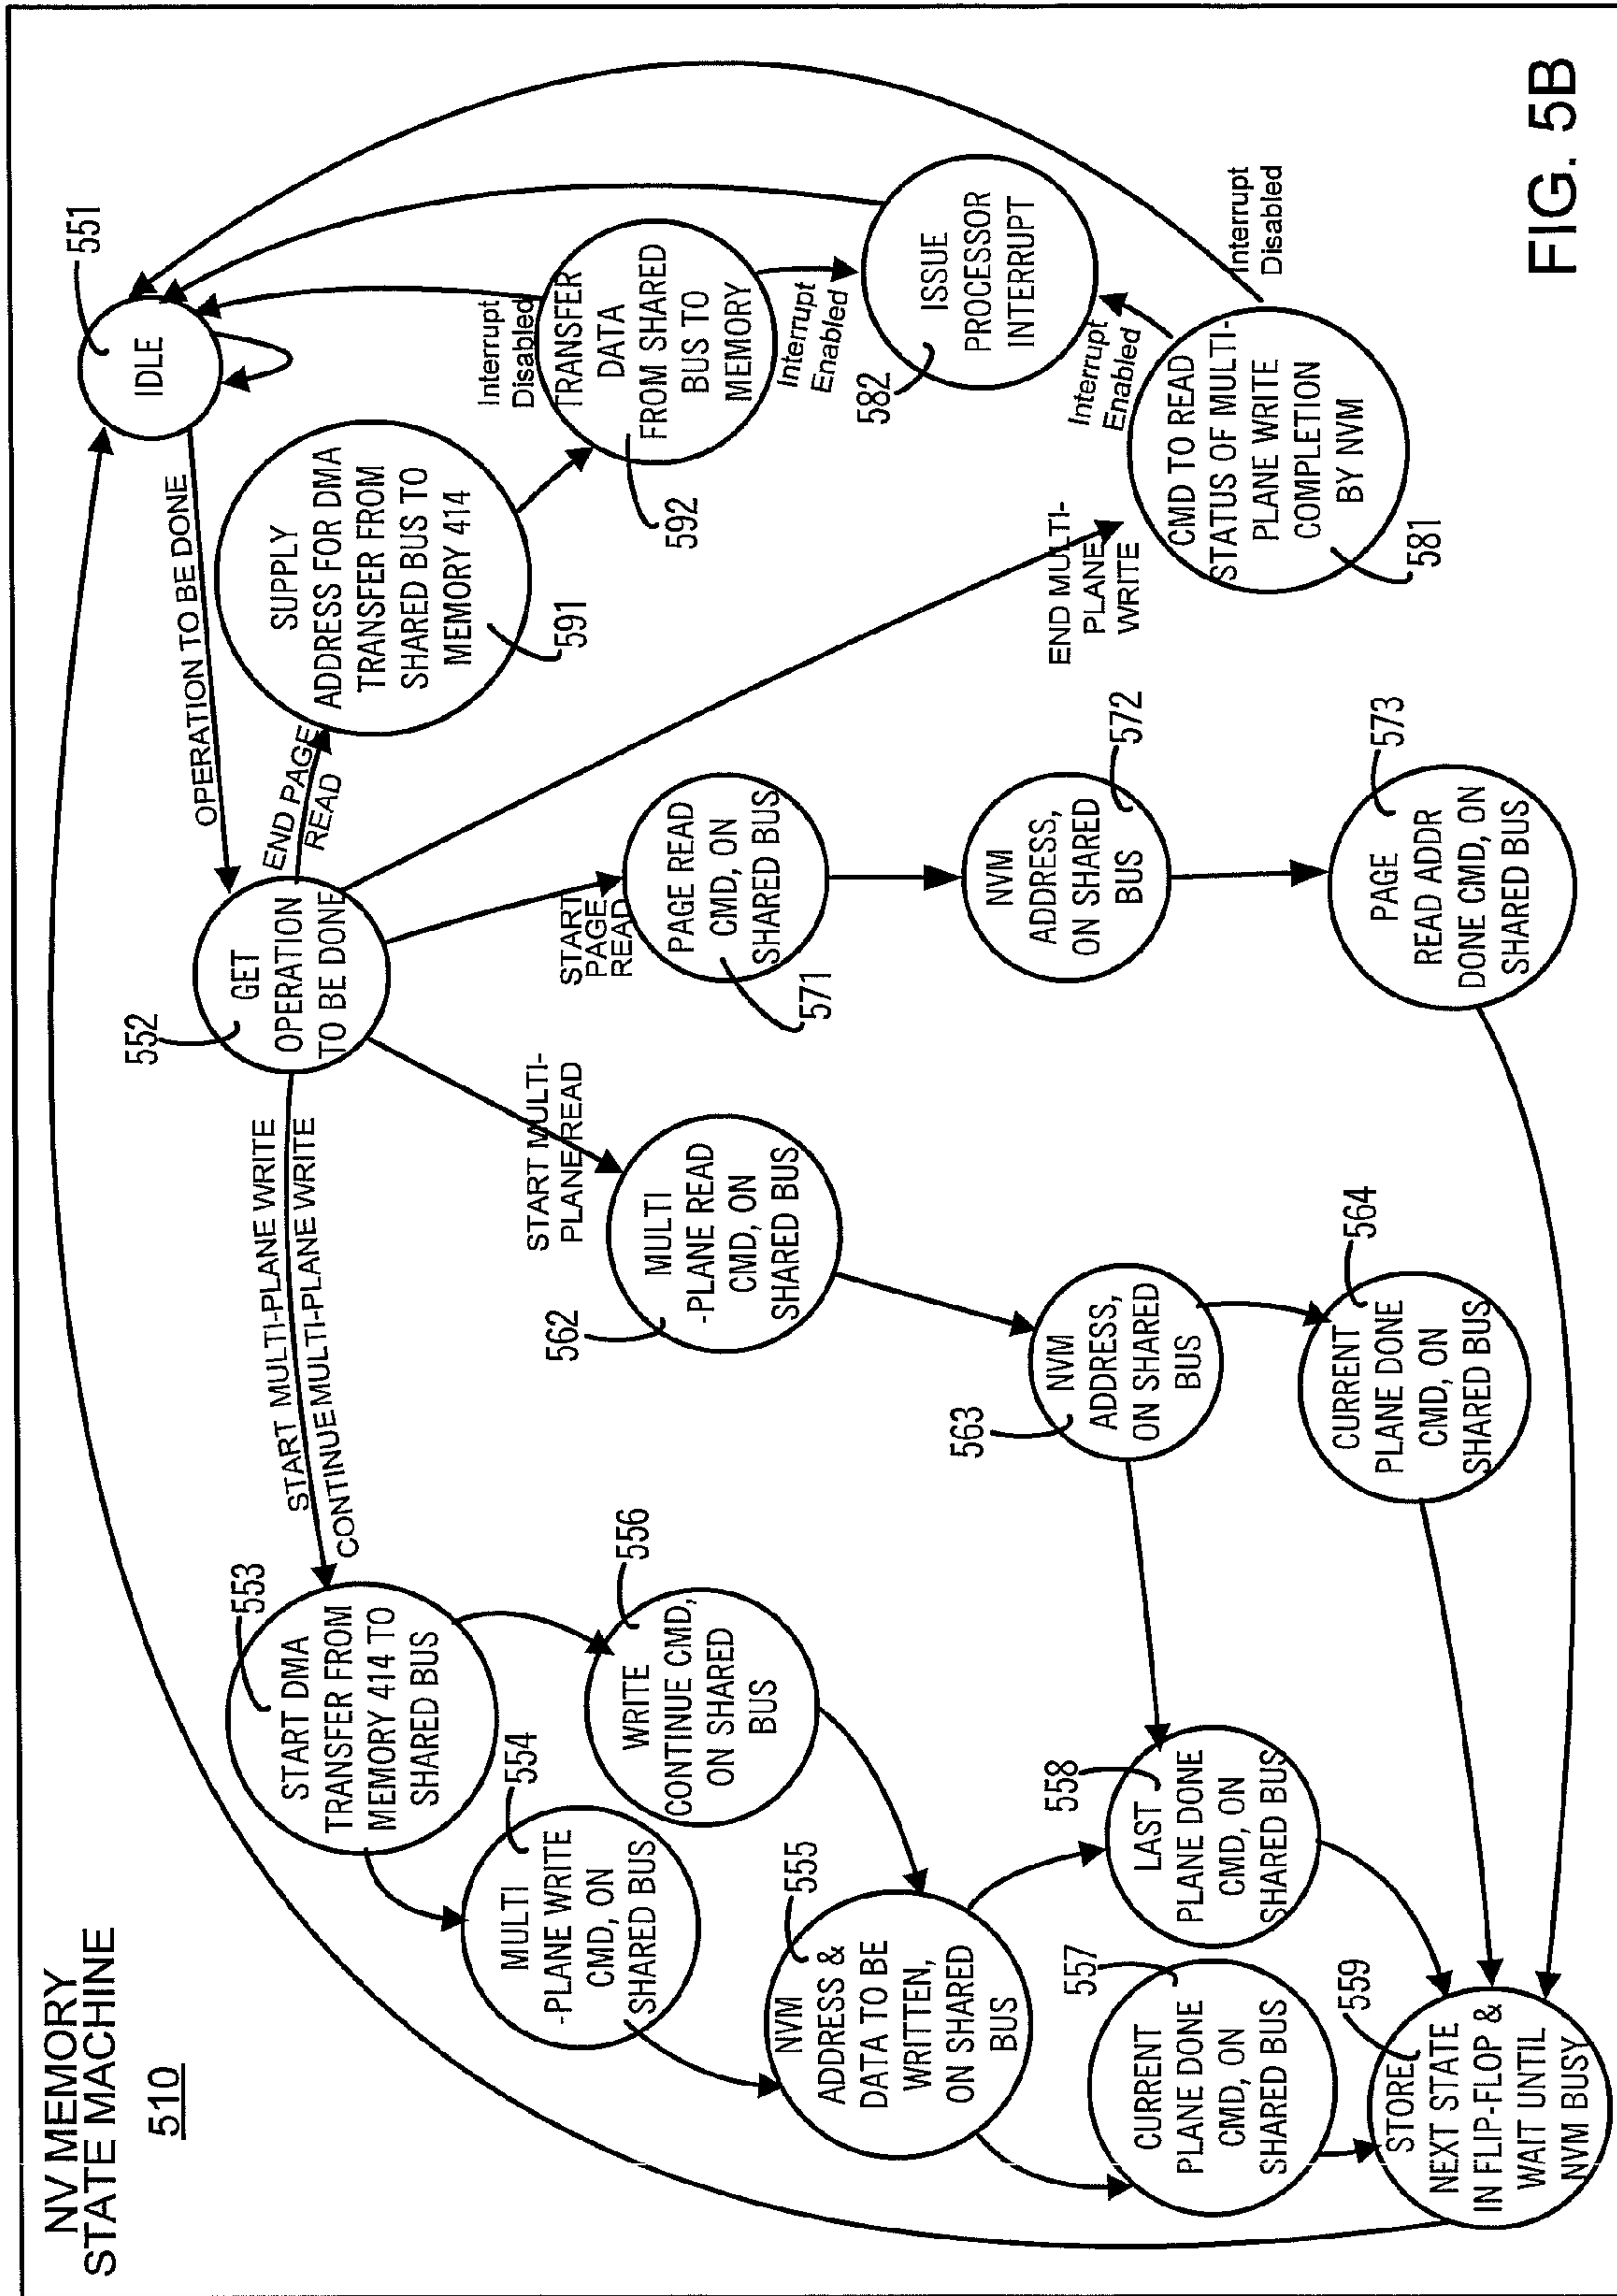 NV MEMORY
STATE MACHINE
510
551
IDLE
OPERATION TO BE DONE
552
GET
OPERATION
TO BE DONE
START MULTI-PLANE WRITE
CONTINUE MULTI-PLANE WRITE
553
START DMA
TRANSFER FROM
MEMORY 414 TO
SHARED BUS
554
MULTI
-PLANE WRITE
CMD, ON
SHARED BUS
556
WRITE
CONTINUE CMD,
ON SHARED
BUS
555
NVM
ADDRESS &
DATA TO BE
WRITTEN,
ON SHARED
BUS
557
CURRENT
PLANE DONE
CMD, ON
SHARED BUS
558
LAST
PLANE DONE
CMD, ON
SHARED BUS
559
STORE
NEXT STATE
IN FLIP-FLOP &
WAIT UNTIL
NVM BUSY
START MULTI-
PLANE READ
562
MULTI
-PLANE READ
CMD, ON
SHARED BUS
563
NVM
ADDRESS,
ON SHARED
BUS
564
CURRENT
PLANE DONE
CMD, ON
SHARED BUS
START
PAGE
READ
571
PAGE READ
CMD, ON
SHARED BUS
572
NVM
ADDRESS,
ON SHARED
BUS
573
PAGE
READ ADDR
DONE CMD, ON
SHARED BUS
END PAGE
READ
591
SUPPLY
ADDRESS FOR DMA
TRANSFER FROM
SHARED BUS TO
MEMORY 414
592
TRANSFER
DATA
FROM SHARED
BUS TO
MEMORY
Interrupt
Disabled
Interrupt
Enabled
582
ISSUE
PROCESSOR
INTERRUPT
Interrupt
Enabled
END MULTI-
PLANE
WRITE
581
CMD TO READ
STATUS OF MULTI-
PLANE WRITE
COMPLETION
BY NVM
Interrupt
Disabled
FIG. 5B